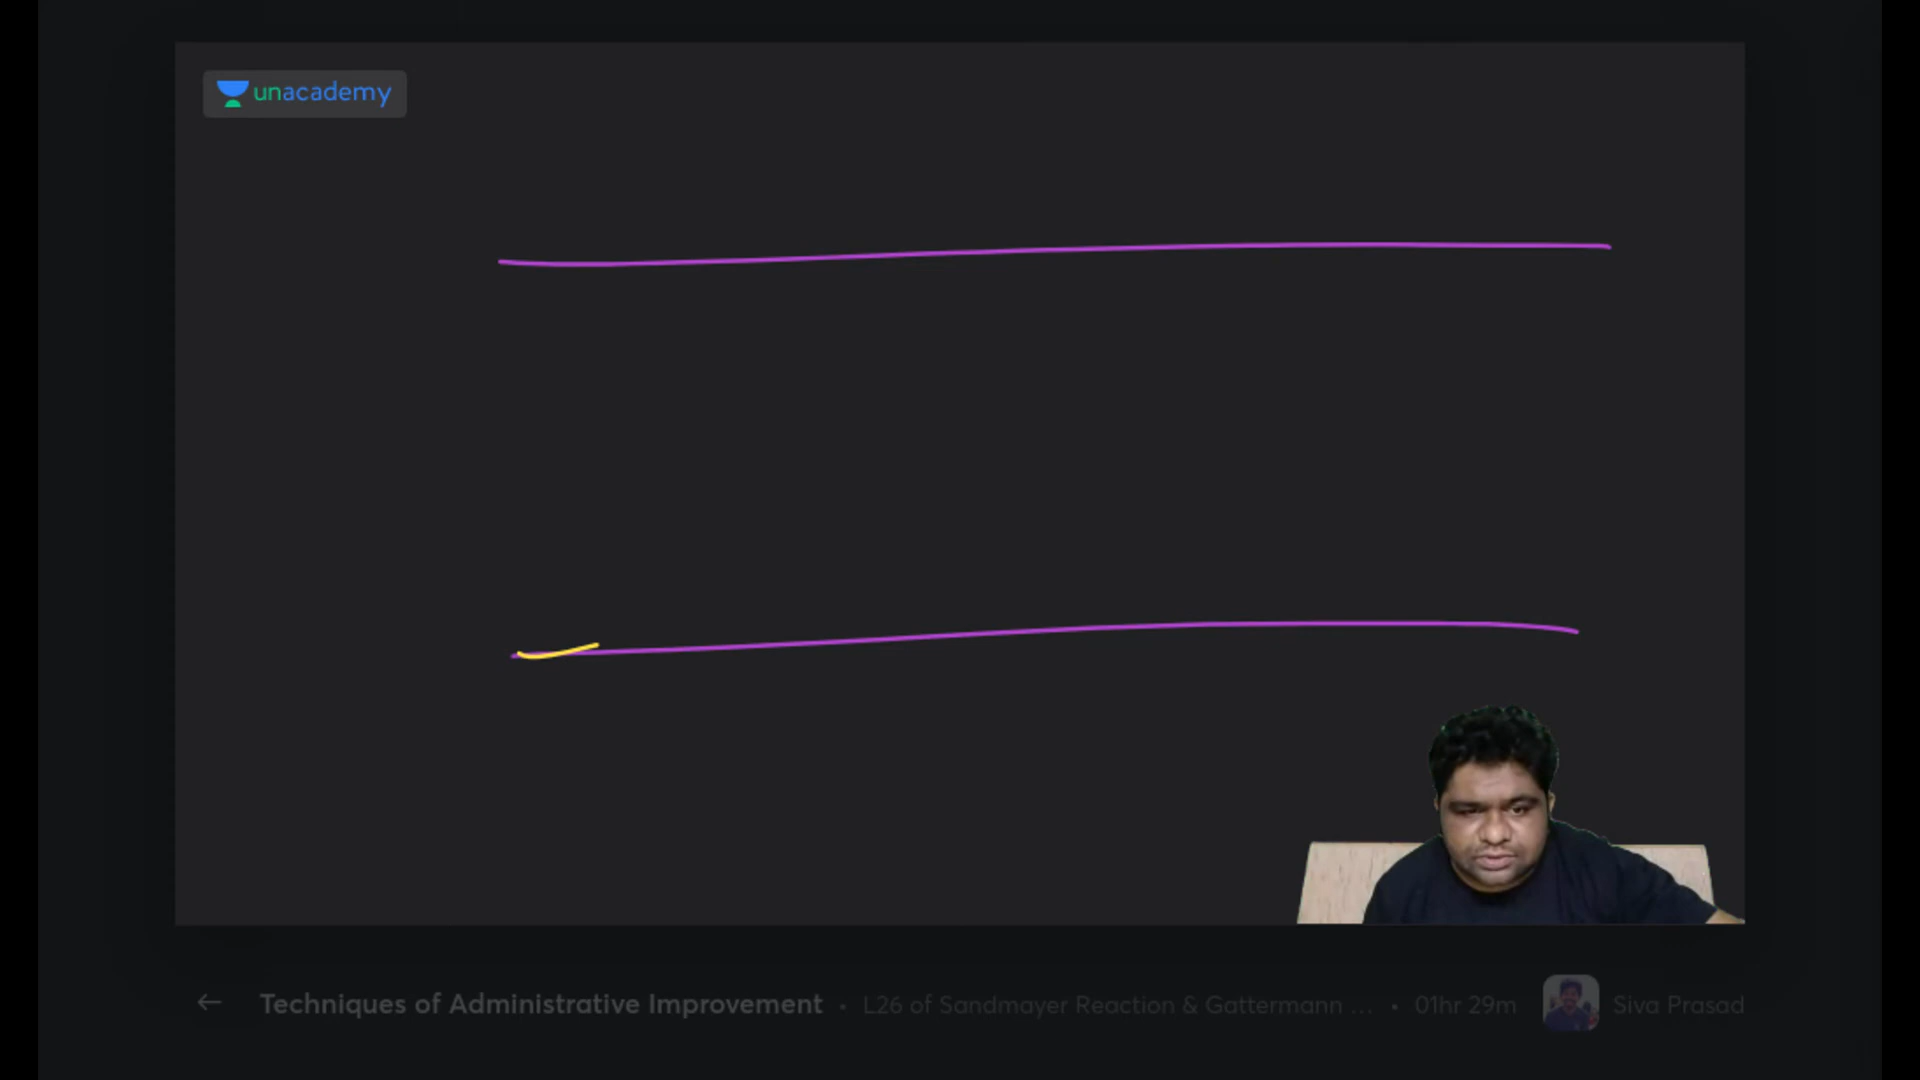 unacademy
Techniques of Administrative Improvement • L26 of Sandmayer Reaction & Gattermann ... • 01hr 29m Siva Prasad